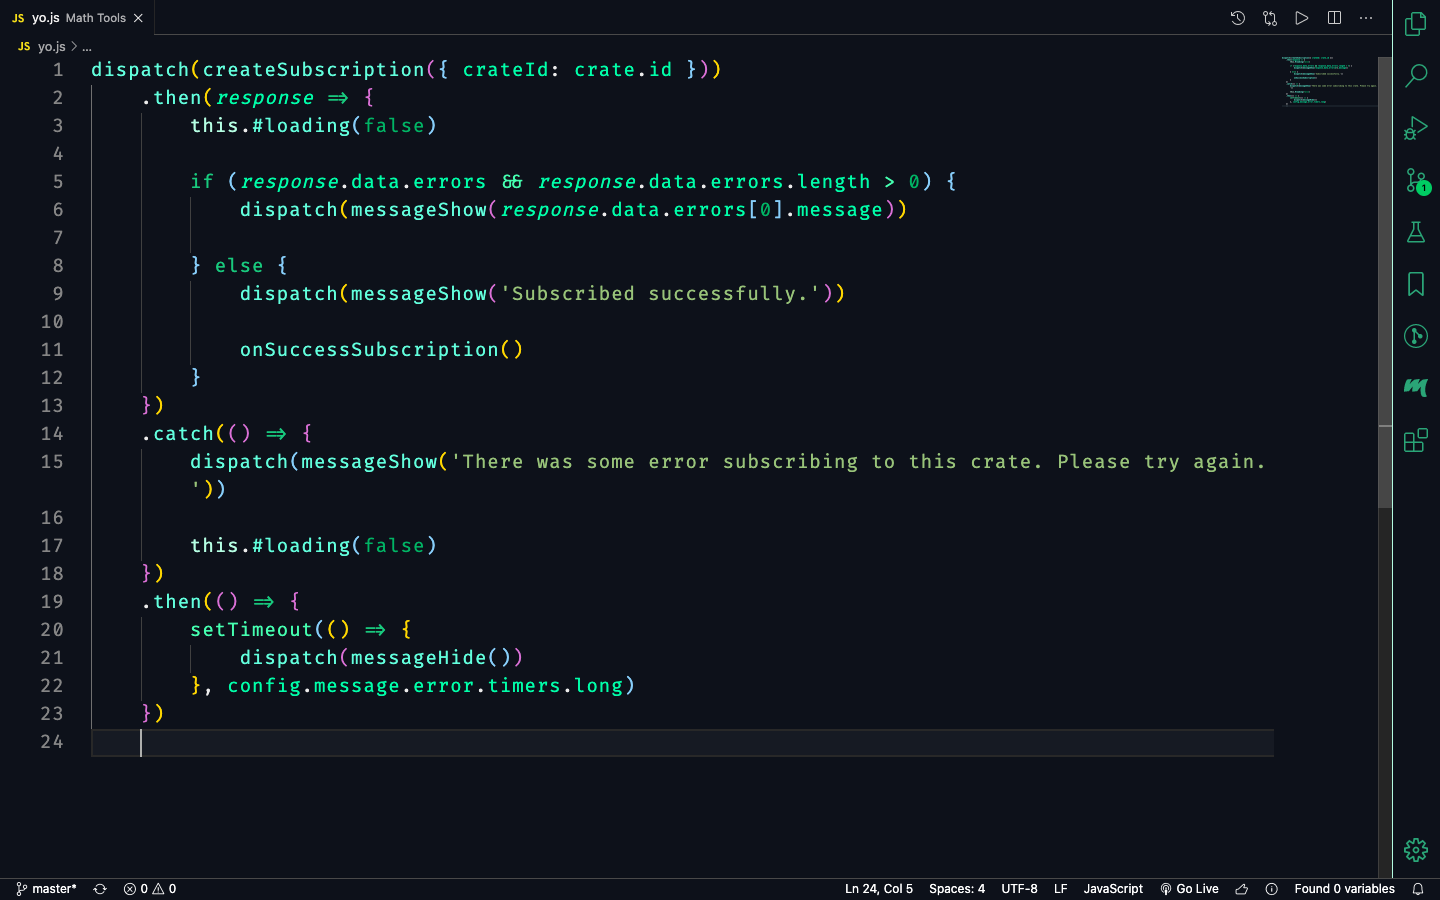 JS yo.js Math Tools
JS yo.js > ...
1 dispatch(createSubscription({ crateId: crate.id }))
2 .then(response => {
3 this.#loading(false)
4
5 if (response.data.errors && response.data.errors.length > 0) {
6 dispatch(messageShow(response.data.errors[0].message))
7
8 } else {
9 dispatch(messageShow('Subscribed successfully.'))
10
11 onSuccessSubscription()
12 }
13 })
14 .catch(() => {
15 dispatch(messageShow('There was some error subscribing to this crate. Please try again.
'))
16
17 this.#loading(false)
18 })
19 .then(() => {
20 setTimeout(() => {
21 dispatch(messageHide())
22 }, config.message.error.timers.long)
23 })
24
1
master* 0 0 Ln 24, Col 5 Spaces: 4 UTF-8 LF JavaScript Go Live Found 0 variables